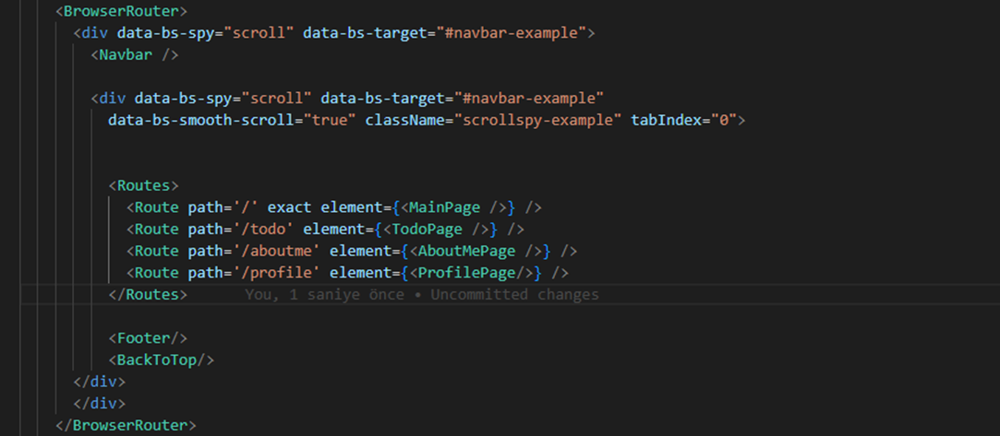 <BrowserRouter>
<div data-bs-spy="scroll" data-bs-target="#navbar-example">
<Navbar />
<div data-bs-spy="scroll" data-bs-target="#navbar-example"
data-bs-smooth-scroll="true" className="scrollspy-example" tabIndex="0">
<Routes>
<Route path='/' exact element={<MainPage />} />
<Route path='/todo' element={<TodoPage />} />
<Route path='/aboutme' element={<AboutMePage />} />
<Route path='/profile' element={<ProfilePage/>} />
</Routes> You, 1 saniye önce • Uncommitted changes
<Footer/>
<BackToTop/>
</div>
</div>
</BrowserRouter>